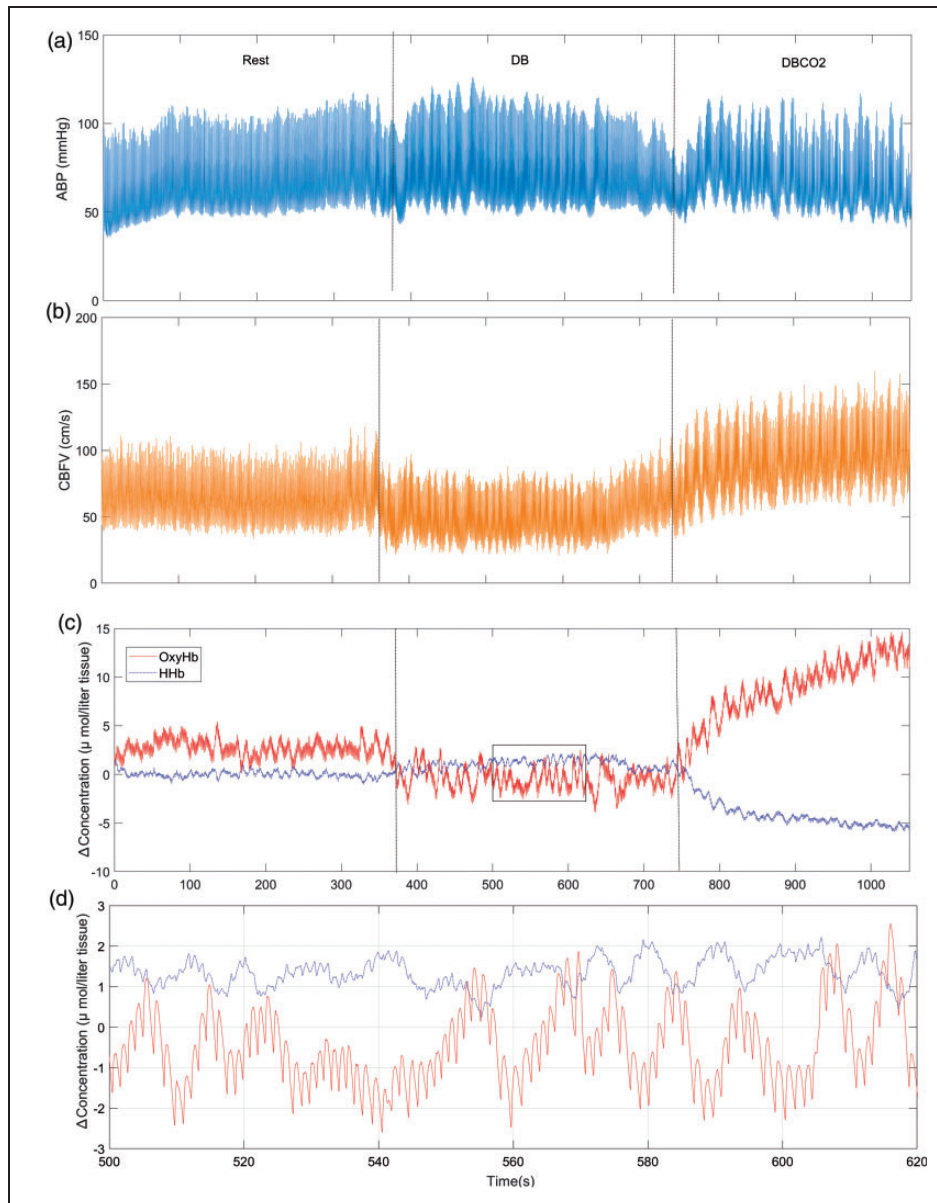 (a)
150
100
50
0
ABP (mmHg)
Rest
DB
DBCO2
(b)
200
150
100
50
0
CBFV (cm/s)
(c)
15
10
5
0
-5
-10
ΔConcentration (μ mol/liter tissue)
OxyHb
HHb
0 100 200 300 400 500 600 700 800 900 1000
(d)
3
2
1
0
-1
-2
-3
ΔConcentration (μ mol/liter tissue)
500 520 540 560 580 600 620
Time(s)